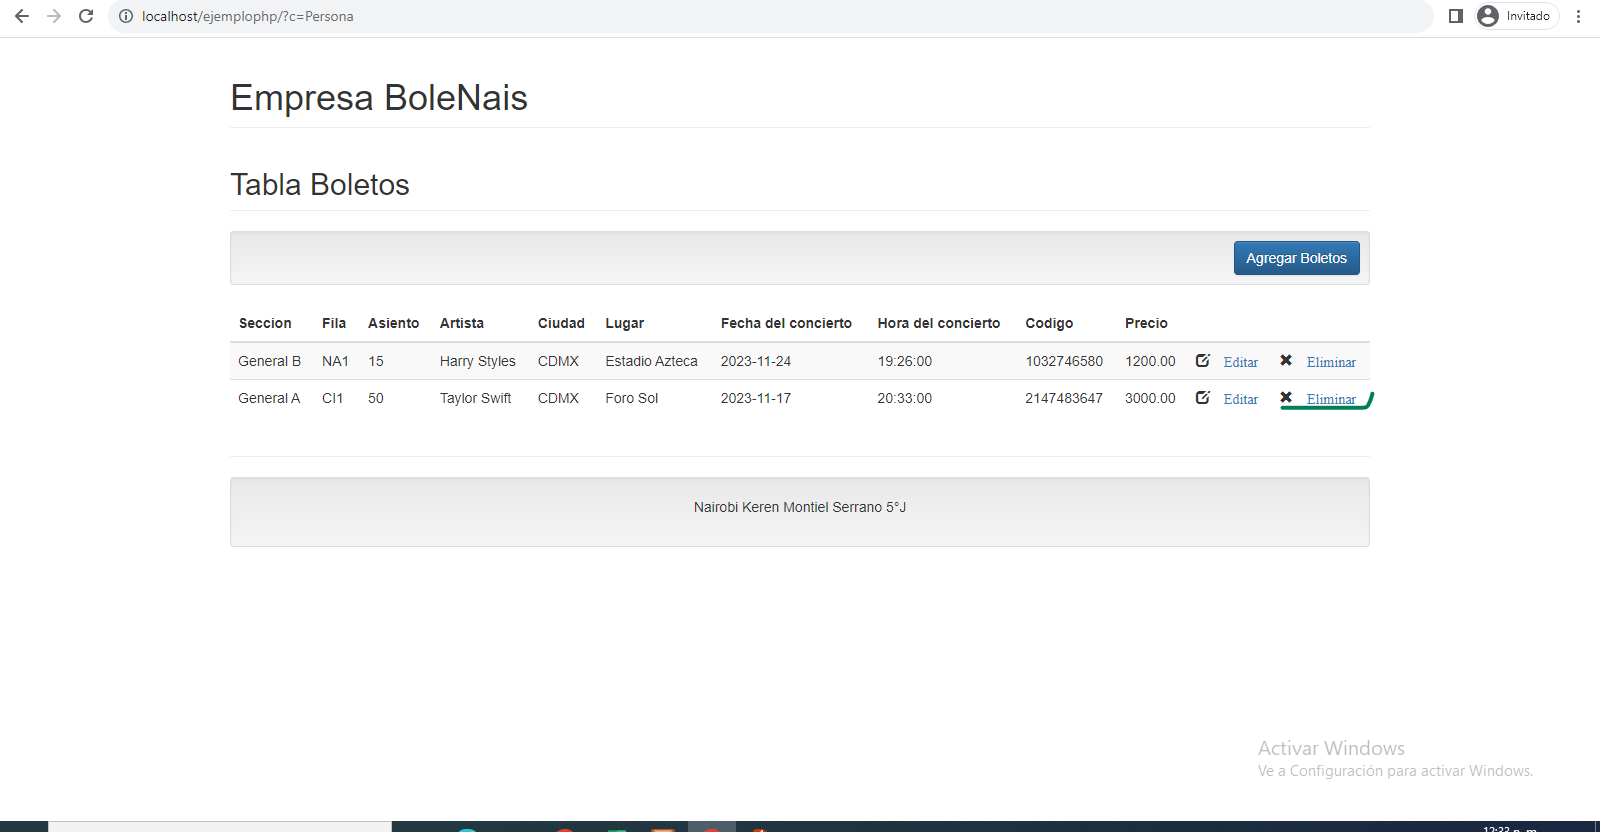 localhost/ejemplophp/?c=Persona
Invitado
Empresa BoleNais
Tabla Boletos
Agregar Boletos
Seccion Fila Asiento Artista Ciudad Lugar Fecha del concierto Hora del concierto Codigo Precio
General B NA1 15 Harry Styles CDMX Estadio Azteca 2023-11-24 19:26:00 1032746580 1200.00 Editar Eliminar
General A CI1 50 Taylor Swift CDMX Foro Sol 2023-11-17 20:33:00 2147483647 3000.00 Editar Eliminar
Nairobi Keren Montiel Serrano 5°J
Activar Windows
Ve a Configuración para activar Windows.